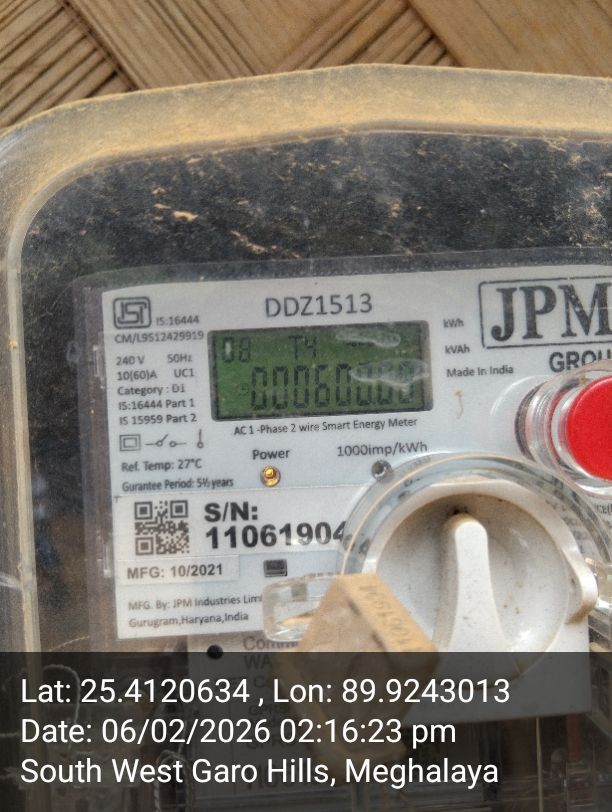 DDZ1513
JPM
GROU
IS:16444
CM/L9512429919
240 V 50Hz
10(60)A UC1
Category : D1
IS:16444 Part 1
IS 15959 Part 2
08 T4
kWh
kVAh
Made In India
AC 1 -Phase 2 wire Smart Energy Meter
Ref. Temp: 27°C
Gurantee Period: 5½ years
Power
1000imp/kWh
S/N:
11061904
MFG: 10/2021
MFG. By: JPM Industries Lim
Gurugram,Haryana,India
Lat: 25.4120634 , Lon: 89.9243013
Date: 06/02/2026 02:16:23 pm
South West Garo Hills, Meghalaya